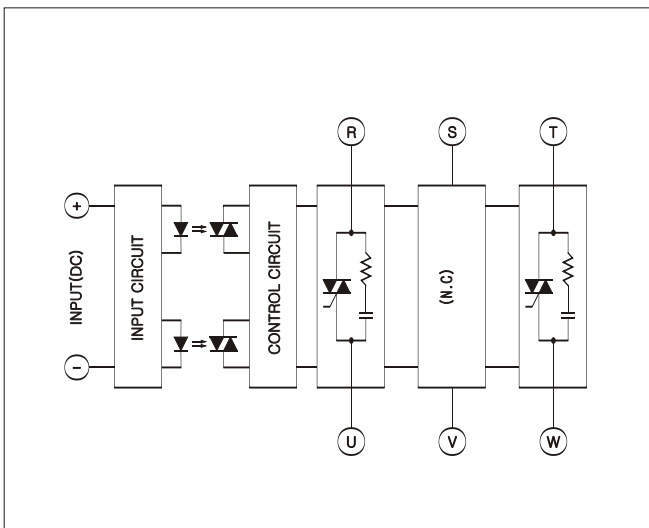 R
S
T
+
−
INPUT(DC)
INPUT CIRCUIT
CONTROL CIRCUIT
(N.C)
U
V
W